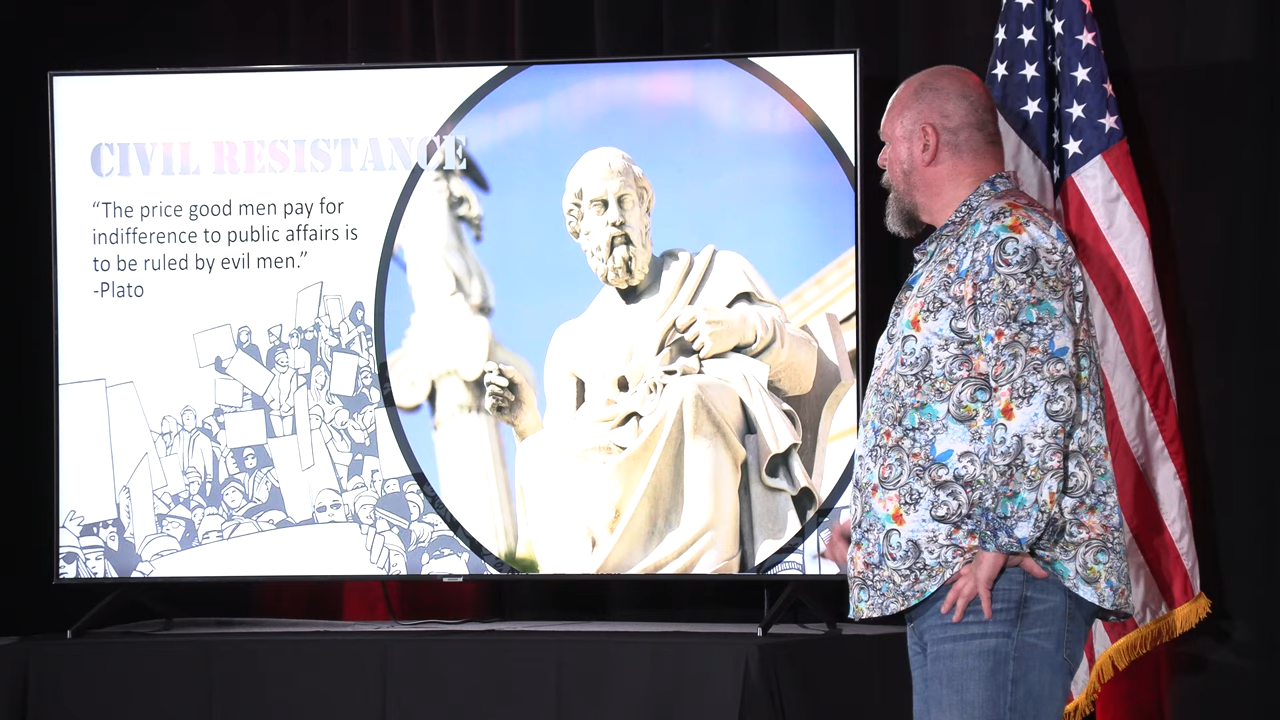 CIVIL RESISTANCE
“The price good men pay for
indifference to public affairs is
to be ruled by evil men.”
-Plato